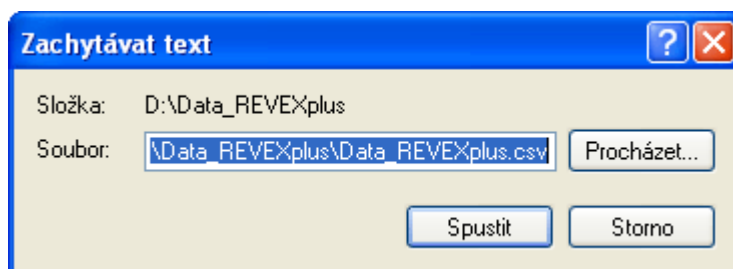 Zachytávat text
?
Složka: D:\Data_REVEXplus
Soubor: \Data_REVEXplus\Data_REVEXplus.csv Procházet...
Spustit Storno